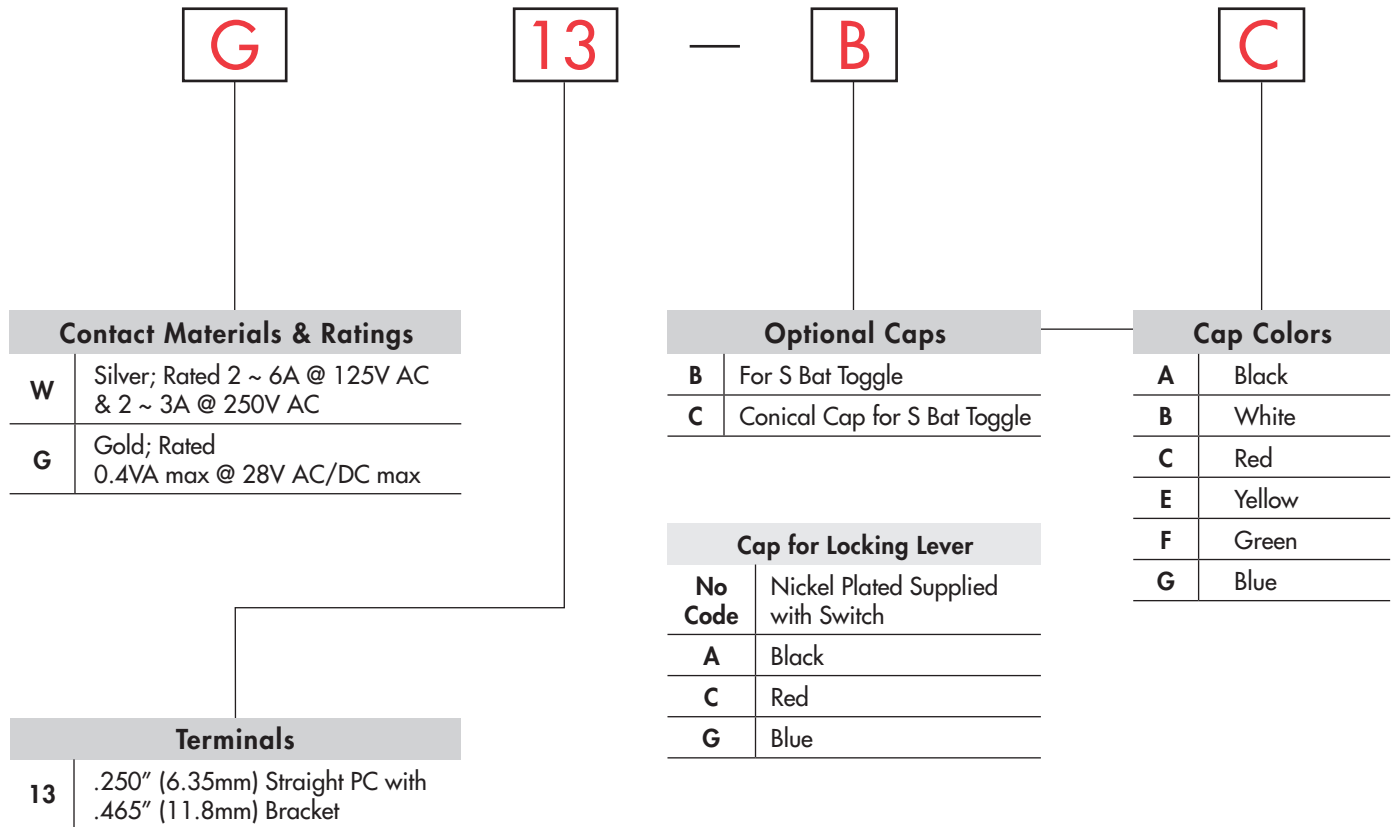 G 13 — B C
Contact Materials & Ratings
W Silver; Rated 2 ~ 6A @ 125V AC
& 2 ~ 3A @ 250V AC
G Gold; Rated
0.4VA max @ 28V AC/DC max
Terminals
13 .250" (6.35mm) Straight PC with
.465" (11.8mm) Bracket
Optional Caps
B For S Bat Toggle
C Conical Cap for S Bat Toggle
Cap for Locking Lever
No Nickel Plated Supplied
Code with Switch
A Black
C Red
G Blue
Cap Colors
A Black
B White
C Red
E Yellow
F Green
G Blue